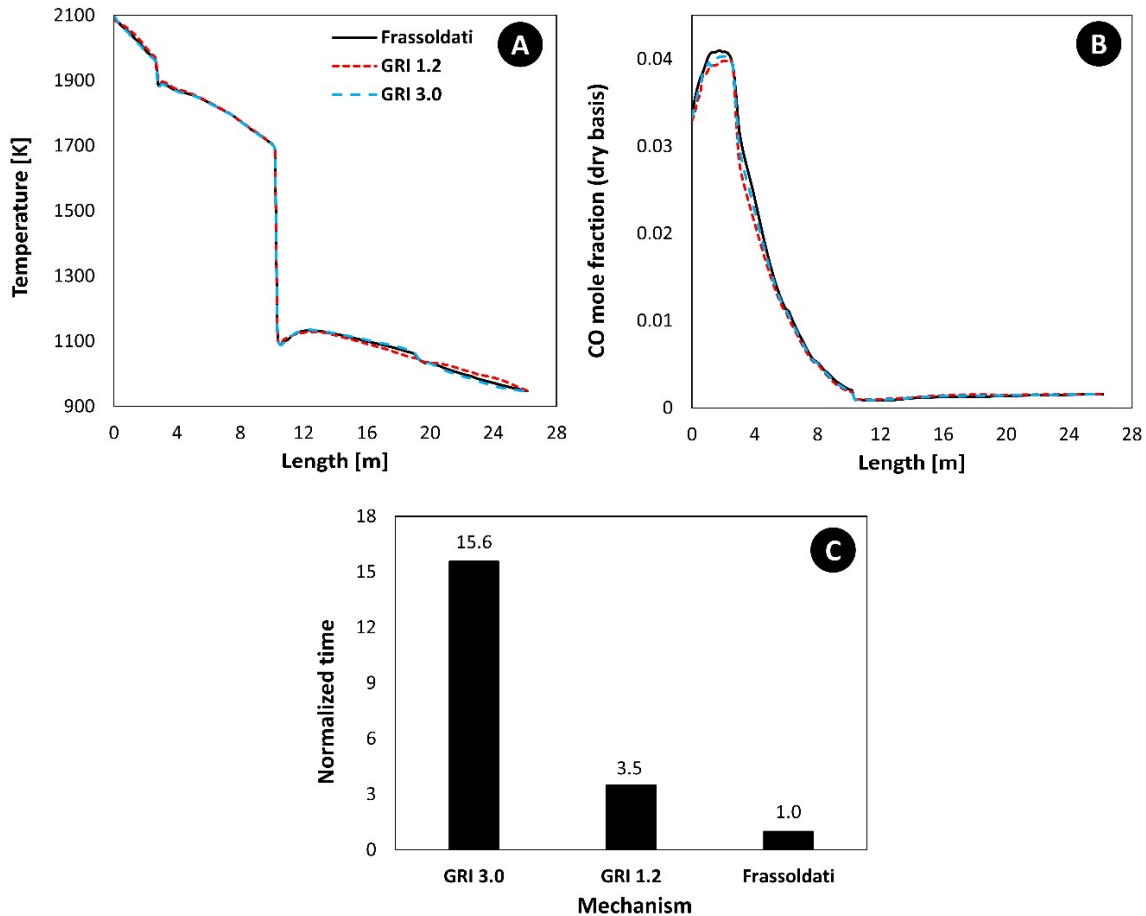 A
Frassoldati
GRI 1.2
GRI 3.0
2100
1900
1700
1500
1300
1100
900
Temperature [K]
0 4 8 12 16 20 24 28
Length [m]
B
0.04
0.03
0.02
0.01
0
CO mole fraction (dry basis)
0 4 8 12 16 20 24 28
Length [m]
C
18
15
12
9
6
3
0
Normalized time
15.6
3.5
1.0
GRI 3.0 GRI 1.2 Frassoldati
Mechanism